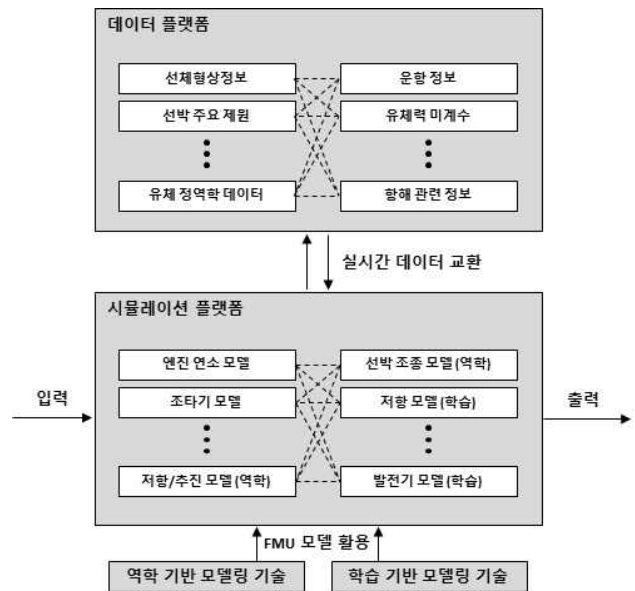 데이터 플랫폼
선체형상정보
운항 정보
선박 주요 제원
유체력 미계수
유체 정역학 데이터
항해 관련 정보
실시간 데이터 교환
시뮬레이션 플랫폼
엔진 연소 모델
선박 조종 모델(역학)
입력
조타기 모델
저항 모델(학습)
출력
저항/추진 모델(역학)
발전기 모델(학습)
FMU 모델 활용
역학 기반 모델링 기술
학습 기반 모델링 기술